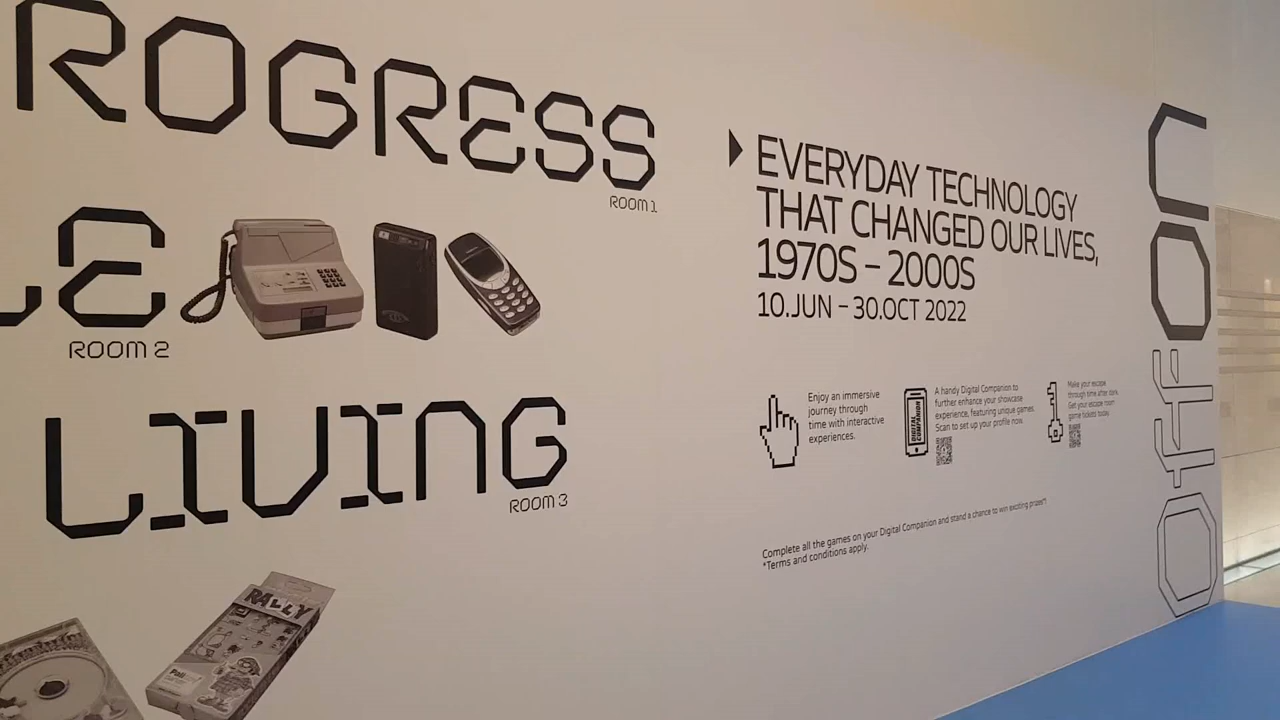 ROGRESS
ROOM 1
LE
ROOM 2
LIVING
ROOM 3
RALLY
EVERYDAY TECHNOLOGY
THAT CHANGED OUR LIVES,
1970S – 2000S
10.JUN – 30.OCT 2022
Enjoy an immersive
journey through
time with interactive
experiences.
DIGITAL
COMPANION
A handy Digital Companion to
further enhance your showcase
experience, featuring unique games.
Scan to set up your profile now.
Make your escape
through time after dark.
Get your escape room
game tickets today.
Complete all the games on your Digital Companion and stand a chance to win exciting prizes*!
*Terms and conditions apply.
OffOn